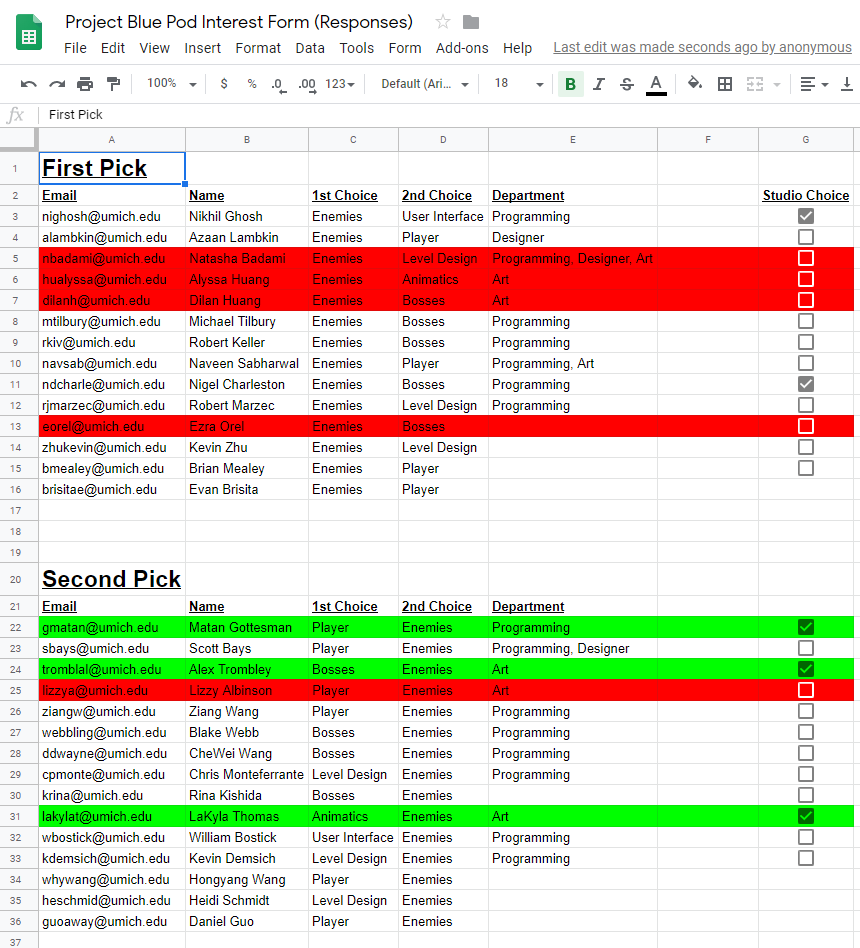 Project Blue Pod Interest Form (Responses)
File Edit View Insert Format Data Tools Form Add-ons Help Last edit was made seconds ago by anonymous
100% $ % .0 .00 123 Default (Ari... 18 B I S A
fx First Pick
A B C D E F G
1 First Pick
2 Email Name 1st Choice 2nd Choice Department Studio Choice
3 nighosh@umich.edu Nikhil Ghosh Enemies User Interface Programming
4 alambkin@umich.edu Azaan Lambkin Enemies Player Designer
5 nbadami@umich.edu Natasha Badami Enemies Level Design Programming, Designer, Art
6 hualyssa@umich.edu Alyssa Huang Enemies Animatics Art
7 dilanh@umich.edu Dilan Huang Enemies Bosses Art
8 mtilbury@umich.edu Michael Tilbury Enemies Bosses Programming
9 rkiv@umich.edu Robert Keller Enemies Bosses Programming
10 navsab@umich.edu Naveen Sabharwal Enemies Player Programming, Art
11 ndcharle@umich.edu Nigel Charleston Enemies Bosses Programming
12 rjmarzec@umich.edu Robert Marzec Enemies Level Design Programming
13 eorel@umich.edu Ezra Orel Enemies Bosses
14 zhukevin@umich.edu Kevin Zhu Enemies Level Design
15 bmealey@umich.edu Brian Mealey Enemies Player
16 brisitae@umich.edu Evan Brisita Enemies Player
17
18
19
20 Second Pick
21 Email Name 1st Choice 2nd Choice Department
22 gmatan@umich.edu Matan Gottesman Player Enemies Programming
23 sbays@umich.edu Scott Bays Player Enemies Programming, Designer
24 tromblal@umich.edu Alex Trombley Bosses Enemies Art
25 lizzya@umich.edu Lizzy Albinson Player Enemies Art
26 ziangw@umich.edu Ziang Wang Player Enemies Programming
27 webbling@umich.edu Blake Webb Bosses Enemies Programming
28 ddwayne@umich.edu CheWei Wang Bosses Enemies Programming
29 cpmonte@umich.edu Chris Monteferrante Level Design Enemies Programming
30 krina@umich.edu Rina Kishida Bosses Enemies
31 lakylat@umich.edu LaKyla Thomas Animatics Enemies Art
32 wbostick@umich.edu William Bostick User Interface Enemies Programming
33 kdemsich@umich.edu Kevin Demsich Level Design Enemies Programming
34 whywang@umich.edu Hongyang Wang Player Enemies
35 heschmid@umich.edu Heidi Schmidt Level Design Enemies
36 guoaway@umich.edu Daniel Guo Player Enemies
37